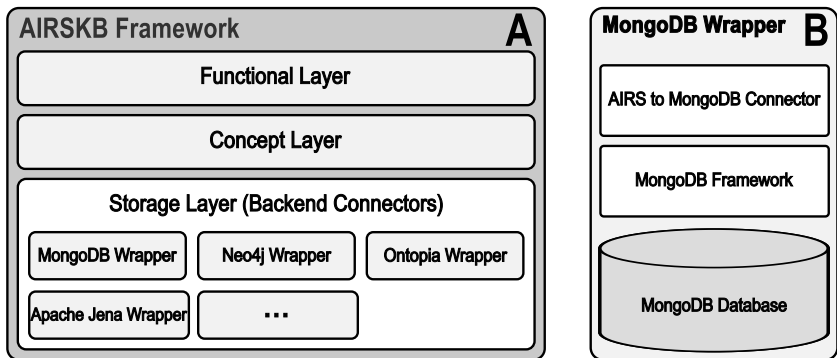 AIRSKB Framework
A
Functional Layer
Concept Layer
Storage Layer (Backend Connectors)
MongoDB Wrapper
Neo4j Wrapper
Ontopia Wrapper
Apache Jena Wrapper
...
MongoDB Wrapper
B
AIRS to MongoDB Connector
MongoDB Framework
MongoDB Database